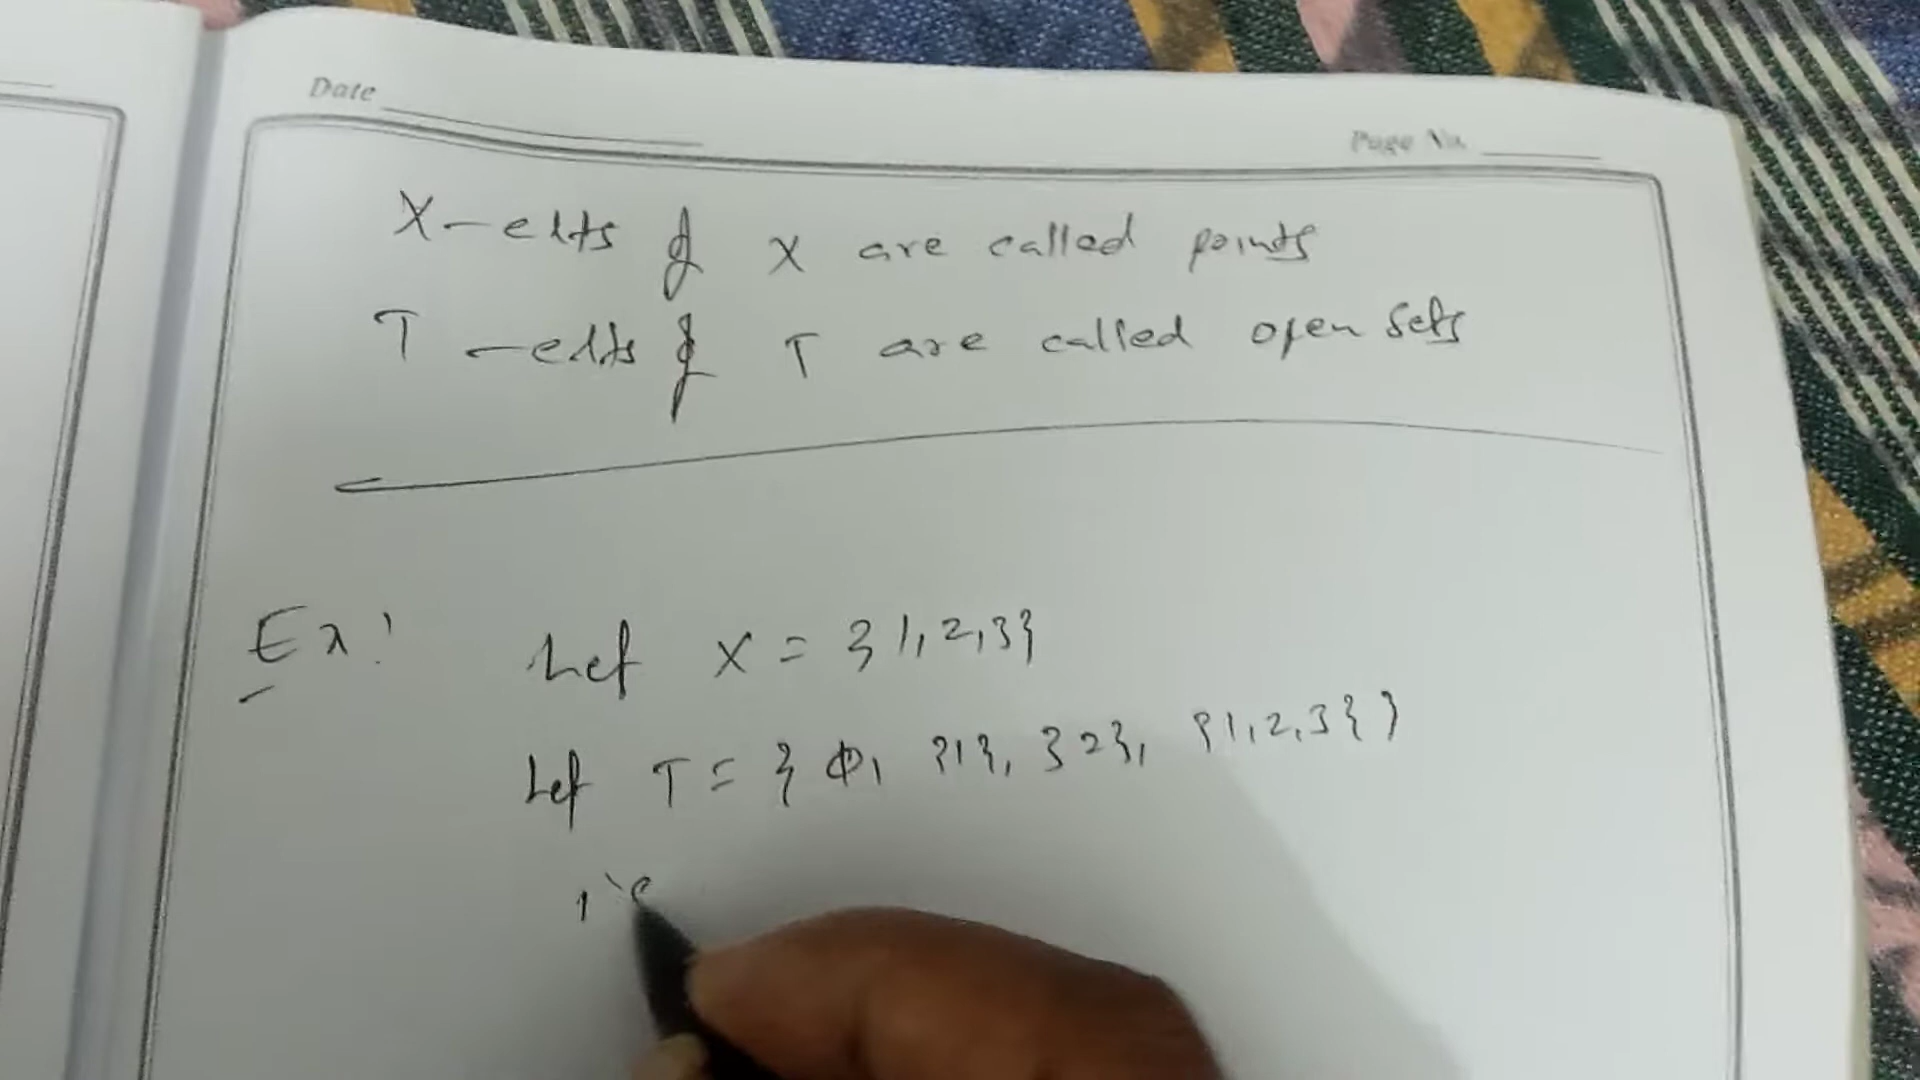 Date
Page No.
X - elts of X are called points
T - elts of T are called open sets
Ex: Let X = {1,2,3}
Let T = { Φ, {1}, {2}, {1,2,3} }
is